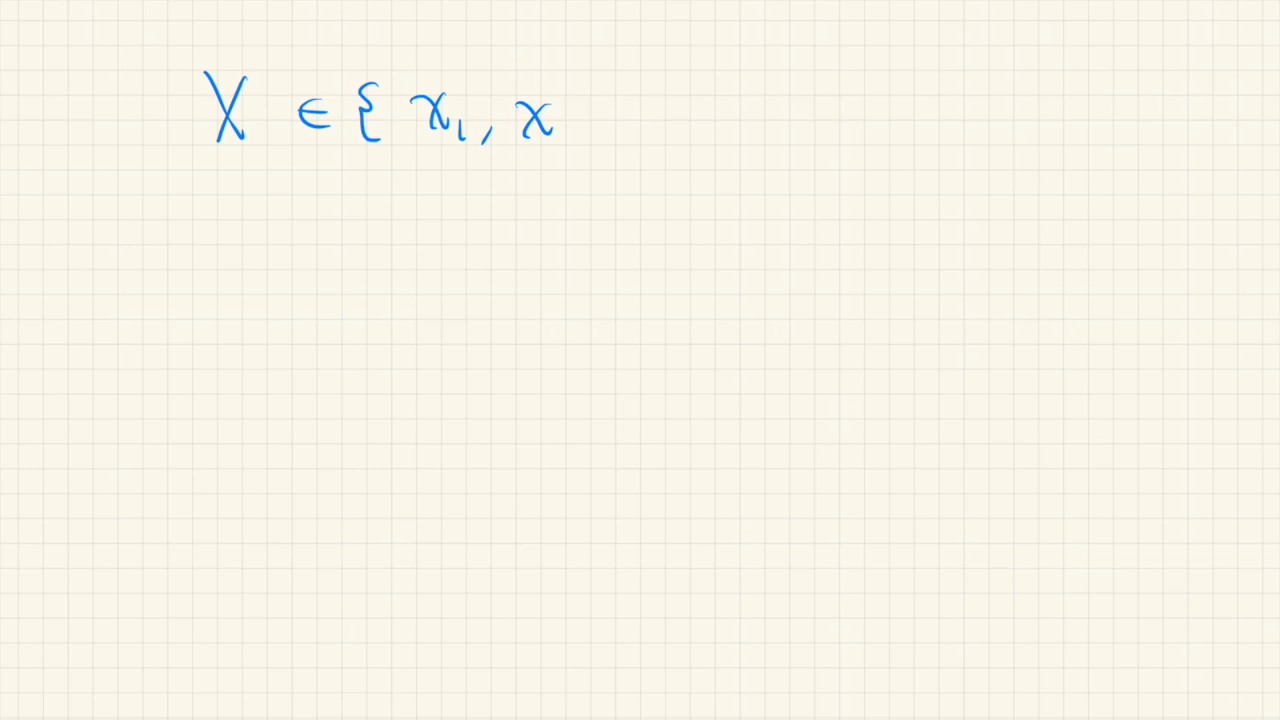 X ∈ { x₁, x